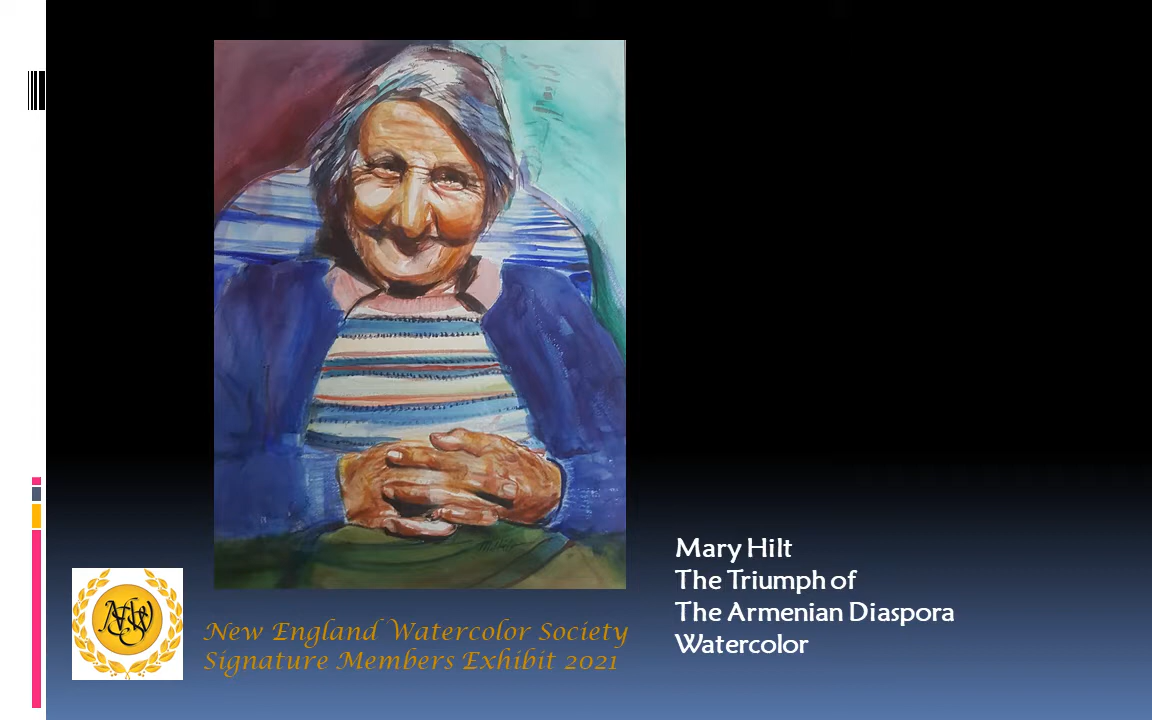 New England Watercolor Society
Signature Members Exhibit 2021
Mary Hilt
The Triumph of
The Armenian Diaspora
Watercolor